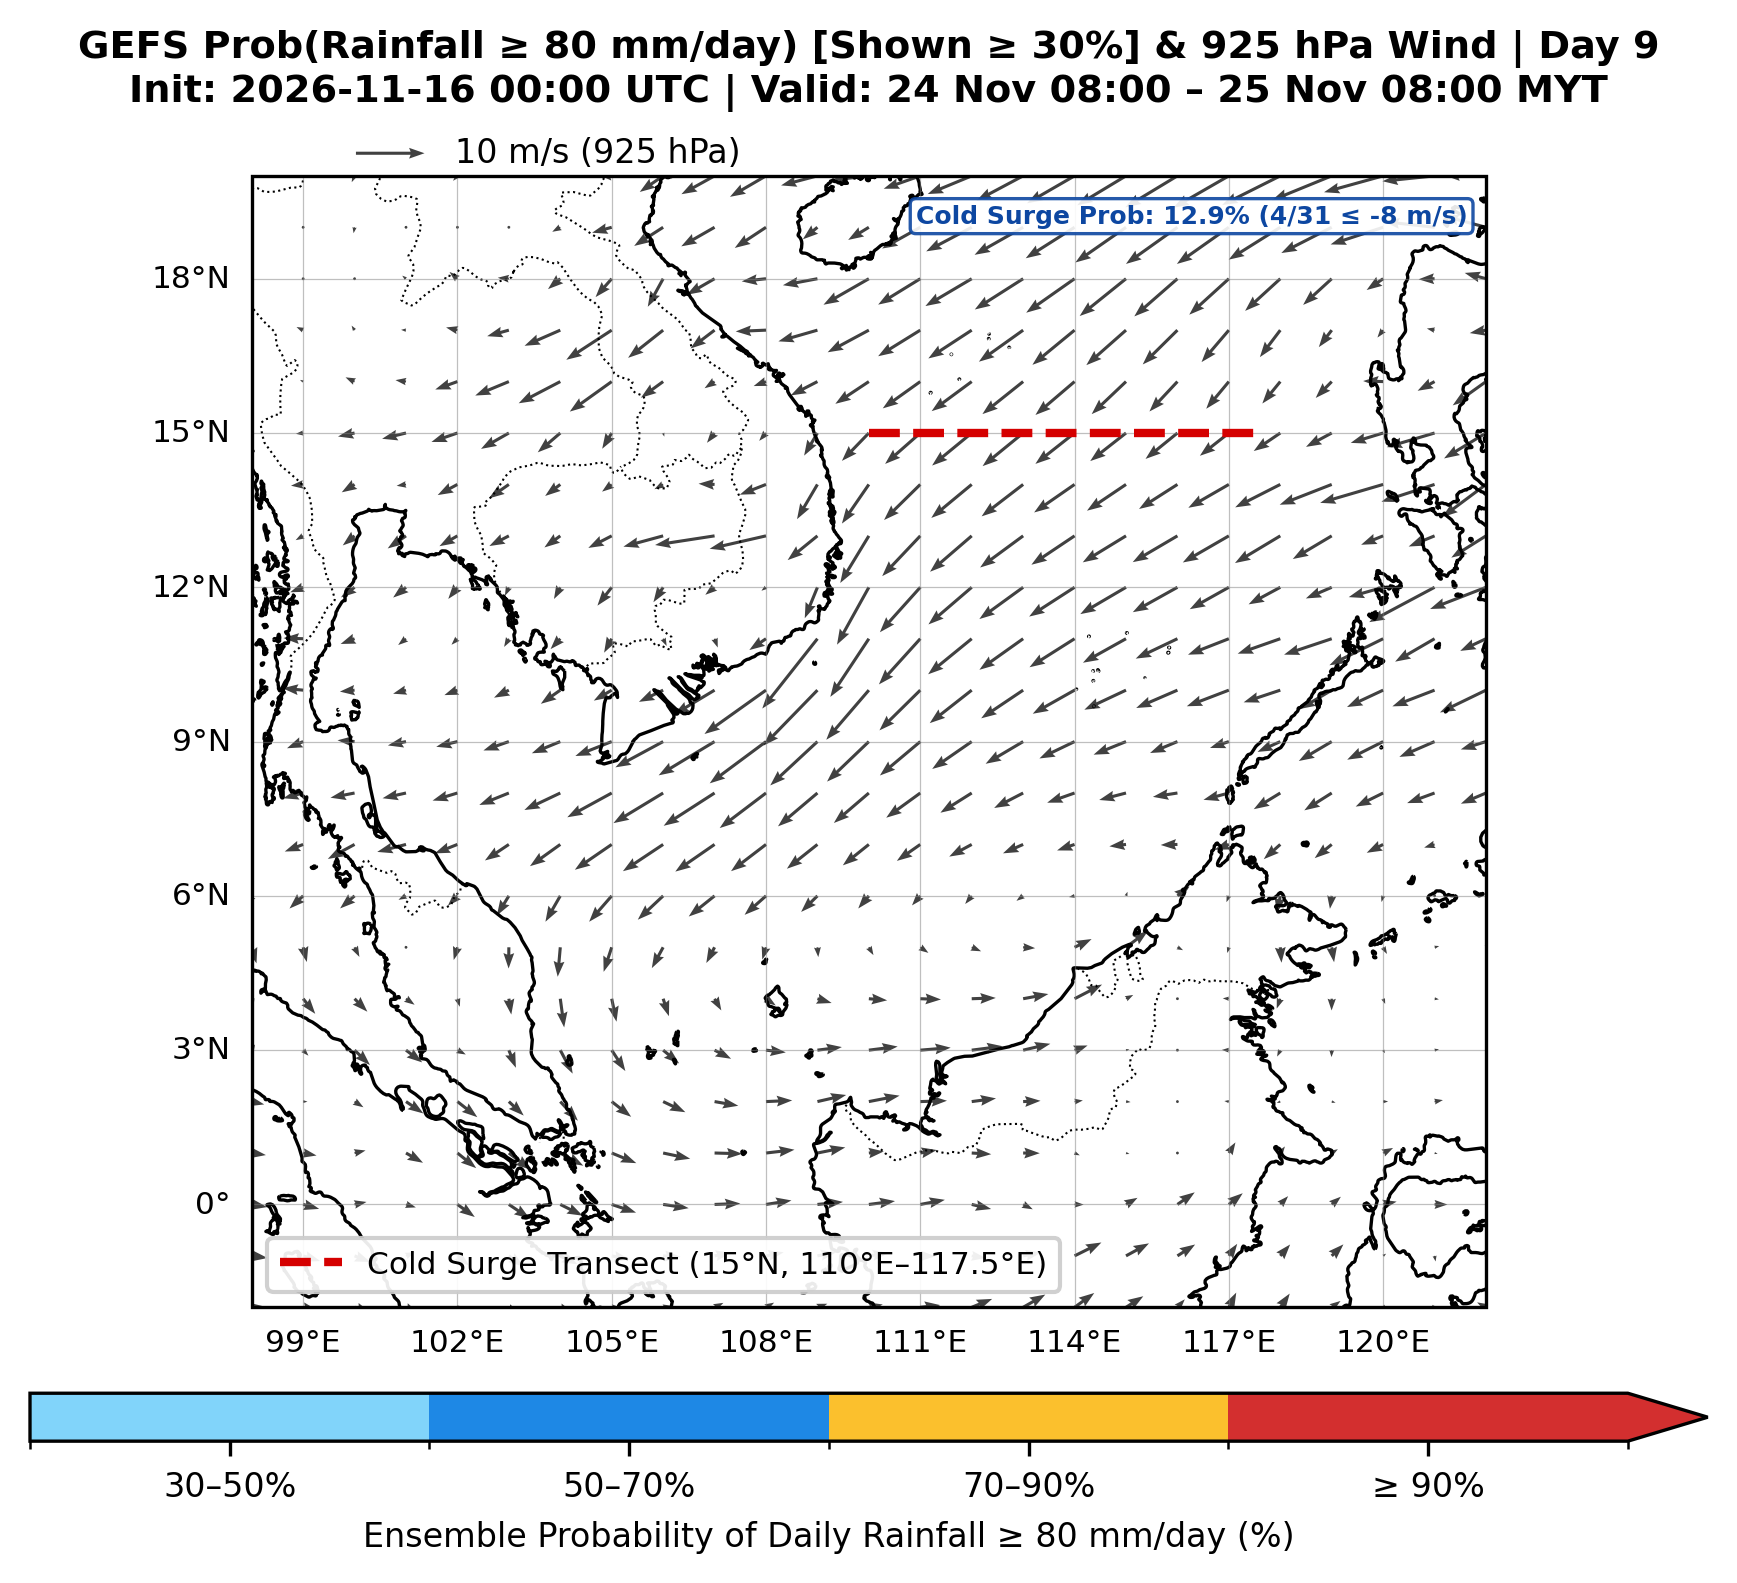 GEFS Prob(Rainfall ≥ 80 mm/day) [Shown ≥ 30%] & 925 hPa Wind | Day 9
Init: 2026-11-16 00:00 UTC | Valid: 24 Nov 08:00 – 25 Nov 08:00 MYT
10 m/s (925 hPa)
Cold Surge Prob: 12.9% (4/31 ≤ -8 m/s)
18°N
15°N
12°N
9°N
6°N
3°N
0°
Cold Surge Transect (15°N, 110°E–117.5°E)
99°E 102°E 105°E 108°E 111°E 114°E 117°E 120°E
30–50% 50–70% 70–90% ≥ 90%
Ensemble Probability of Daily Rainfall ≥ 80 mm/day (%)